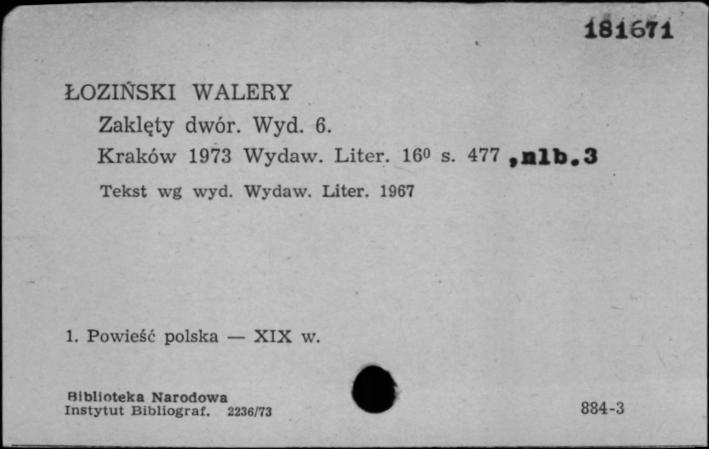 181671
ŁOZIŃSKI WALERY
Zaklęty dwór. Wyd. 6.
Kraków 1973 Wydaw. Liter. 16⁰ s. 477 ,nlb.3
Tekst wg wyd. Wydaw. Liter. 1967
1. Powieść polska — XIX w.
Biblioteka Narodowa
Instytut Bibliograf. 2236/73
884-3